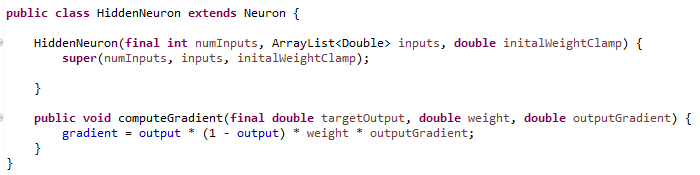 public class HiddenNeuron extends Neuron {
HiddenNeuron(final int numInputs, ArrayList<Double> inputs, double initalWeightClamp) {
super(numInputs, inputs, initalWeightClamp);
}
public void computeGradient(final double targetOutput, double weight, double outputGradient) {
gradient = output * (1 - output) * weight * outputGradient;
}
}